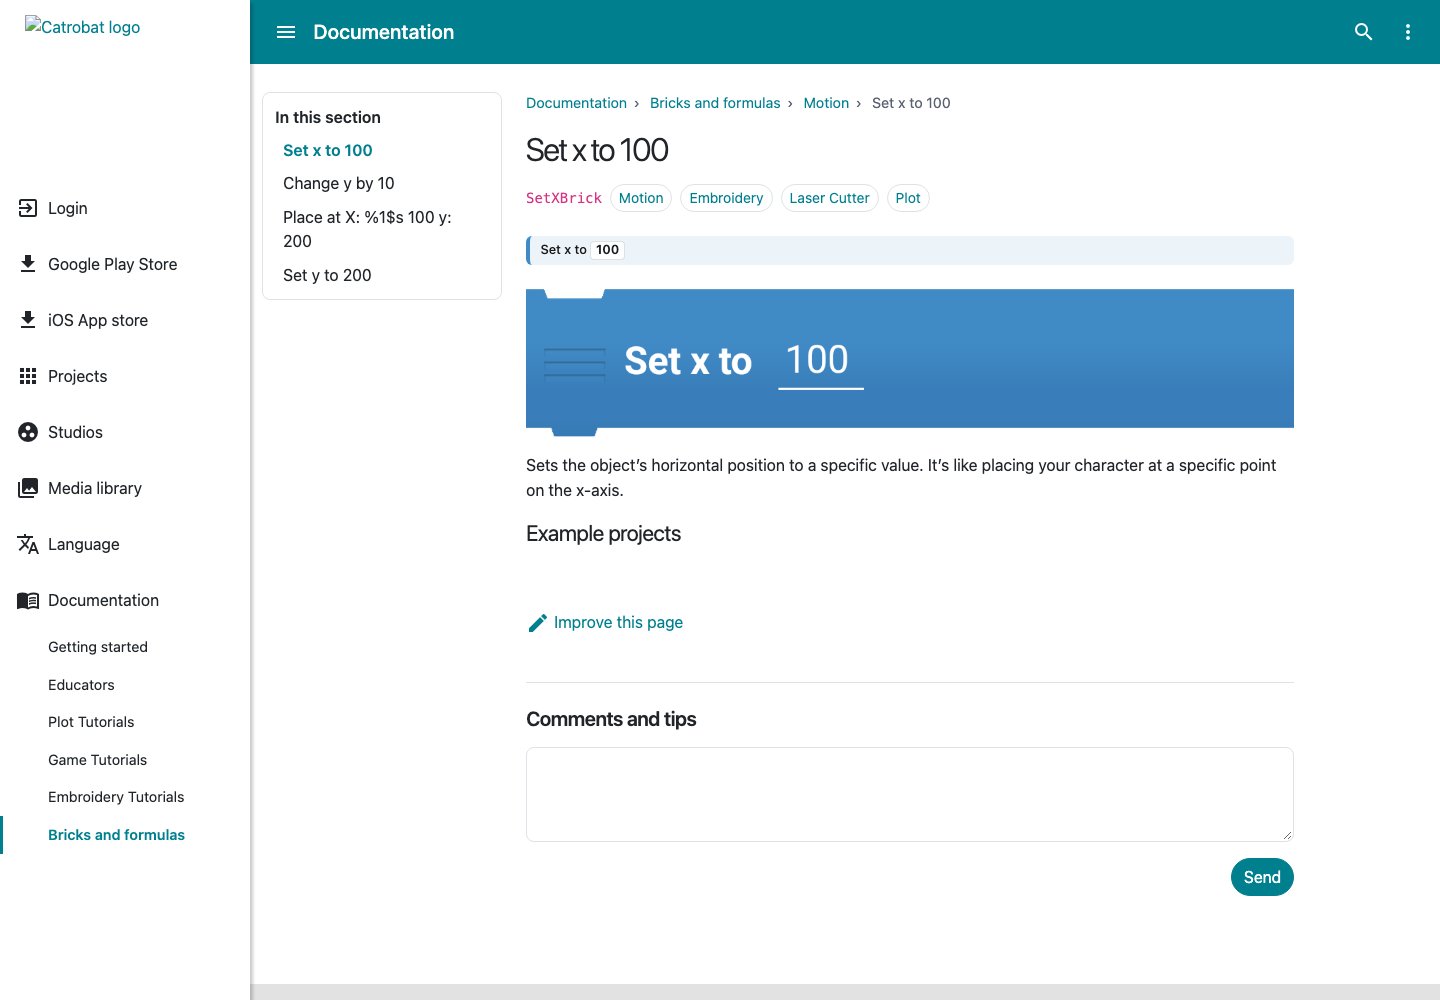 Catrobat logo
Login
Google Play Store
iOS App store
Projects
Studios
Media library
Language
Documentation
Getting started
Educators
Plot Tutorials
Game Tutorials
Embroidery Tutorials
Bricks and formulas
Documentation
In this section
Set x to 100
Change y by 10
Place at X: %1$s 100 y:
200
Set y to 200
Documentation › Bricks and formulas › Motion › Set x to 100
Set x to 100
SetXBrick Motion Embroidery Laser Cutter Plot
Set x to 100
Set x to 100
Sets the object’s horizontal position to a specific value. It’s like placing your character at a specific point
on the x-axis.
Example projects
Improve this page
Comments and tips
Send